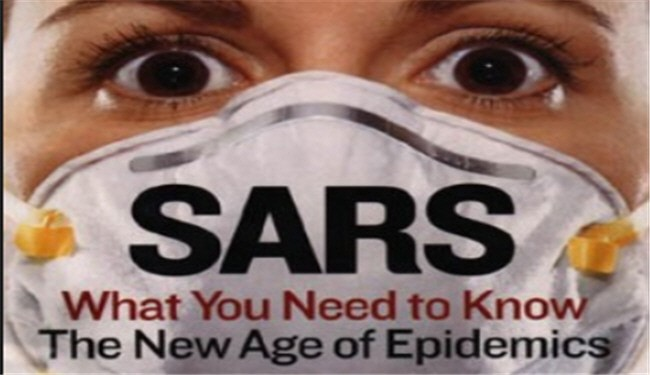 SARS
What You Need to Know
The New Age of Epidemics